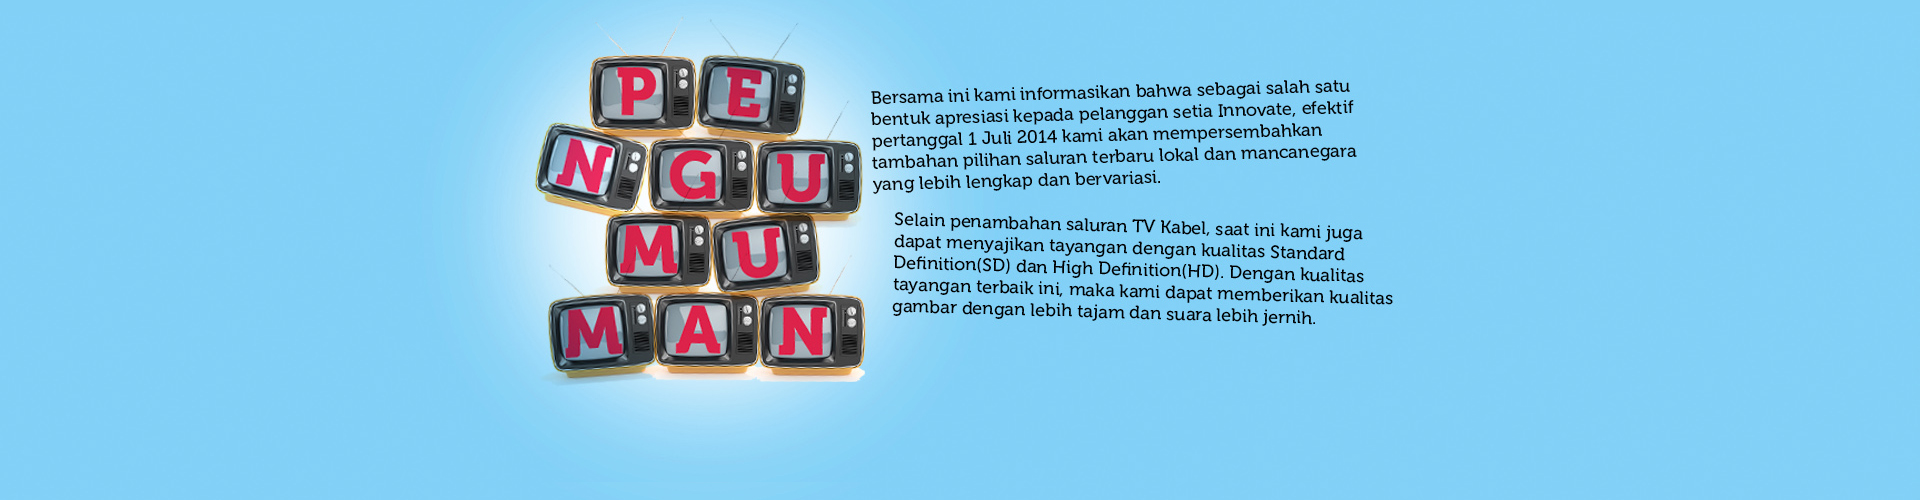 PE
NGU
MU
MAN
Bersama ini kami informasikan bahwa sebagai salah satu
bentuk apresiasi kepada pelanggan setia Innovate, efektif
pertanggal 1 Juli 2014 kami akan mempersembahkan
tambahan pilihan saluran terbaru lokal dan mancanegara
yang lebih lengkap dan bervariasi.
Selain penambahan saluran TV Kabel, saat ini kami juga
dapat menyajikan tayangan dengan kualitas Standard
Definition(SD) dan High Definition(HD). Dengan kualitas
tayangan terbaik ini, maka kami dapat memberikan kualitas
gambar dengan lebih tajam dan suara lebih jernih.